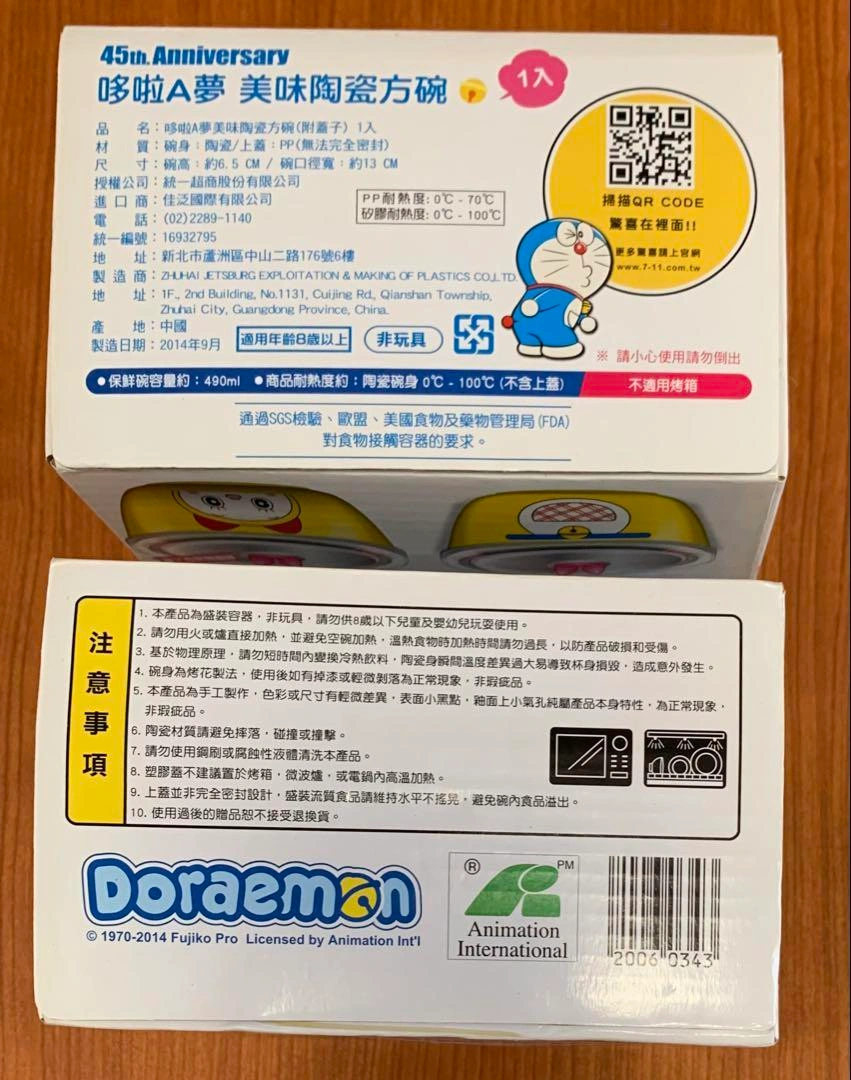 45th. Anniversary
哆啦A夢 美味陶瓷方碗
1入
品 名：哆啦A夢美味陶瓷方碗(附蓋子) 1入
材 質：碗身：陶瓷/上蓋：PP(無法完全密封)
尺 寸：碗高：約6.5 CM / 碗口徑寬：約13 CM
授權公司：統一超商股份有限公司
進 口 商：佳泛國際有限公司
電 話：(02)2289-1140
統一編號：16932795
地 址：新北市蘆洲區中山二路176號6樓
製 造 商：ZHUHAI JETSBURG EXPLOITATION & MAKING OF PLASTICS CO.,LTD.
地 址：1F., 2nd Building, No.1131, Cuijing Rd., Qianshan Township,
Zhuhai City, Guangdong Province, China.
產 地：中國
製造日期：2014年9月
適用年齡8歲以上
非玩具
PP耐熱度：0℃ - 70℃
矽膠耐熱度：0℃ - 100℃
掃描QR CODE
驚喜在裡面!!
更多驚喜請上官網
www.7-11.com.tw
※ 請小心使用請勿倒出
●保鮮碗容量約：490ml ●商品耐熱度約：陶瓷碗身 0℃ - 100℃ (不含上蓋)
不適用烤箱
通過SGS檢驗、歐盟、美國食物及藥物管理局(FDA)
對食物接觸容器的要求。
注意事項
1. 本產品為盛裝容器，非玩具，請勿供8歲以下兒童及嬰幼兒玩耍使用。
2. 請勿用火或爐直接加熱，並避免空碗加熱，溫熱食物時加熱時間請勿過長，以防產品破損和受傷。
3. 基於物理原理，請勿短時間內變換冷熱飲料，陶瓷身瞬間溫度差異過大易導致杯身損毀，造成意外發生。
4. 碗身為烤花製法，使用後如有掉漆或輕微剝落為正常現象，非瑕疵品。
5. 本產品為手工製作，色彩或尺寸有輕微差異，表面小黑點，釉面上小氣孔純屬產品本身特性，為正常現象，
非瑕疵品。
6. 陶瓷材質請避免摔落，碰撞或撞擊。
7. 請勿使用鋼刷或腐蝕性液體清洗本產品。
8. 塑膠蓋不建議置於烤箱，微波爐，或電鍋內高溫加熱。
9. 上蓋並非完全密封設計，盛裝流質食品請維持水平不搖晃，避免碗內食品溢出。
10. 使用過後的贈品恕不接受退換貨。
Doraemon
© 1970-2014 Fujiko Pro Licensed by Animation Int'l
® PM
Animation
International
2006 0343